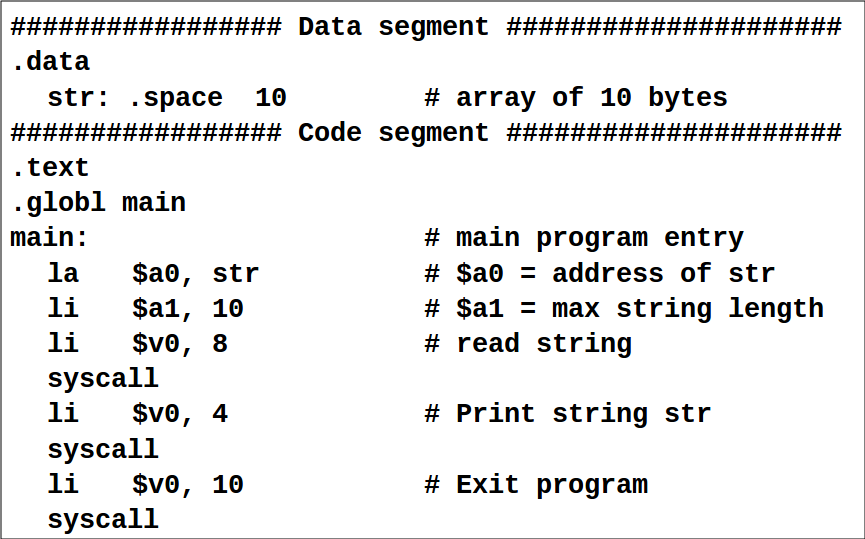 ################# Data segment #####################
.data
str: .space 10 # array of 10 bytes
################# Code segment #####################
.text
.globl main
main: # main program entry
la $a0, str # $a0 = address of str
li $a1, 10 # $a1 = max string length
li $v0, 8 # read string
syscall
li $v0, 4 # Print string str
syscall
li $v0, 10 # Exit program
syscall